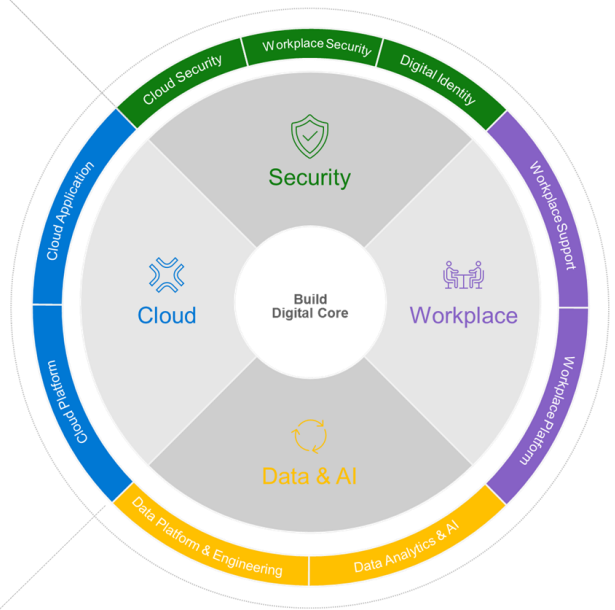 Cloud Security
Workplace Security
Digital Identity
Security
Cloud Application
Workplace Support
Build
Digital Core
Cloud
Workplace
Cloud Platform
Workplace Platform
Data & AI
Data Platform & Engineering
Data Analytics & AI